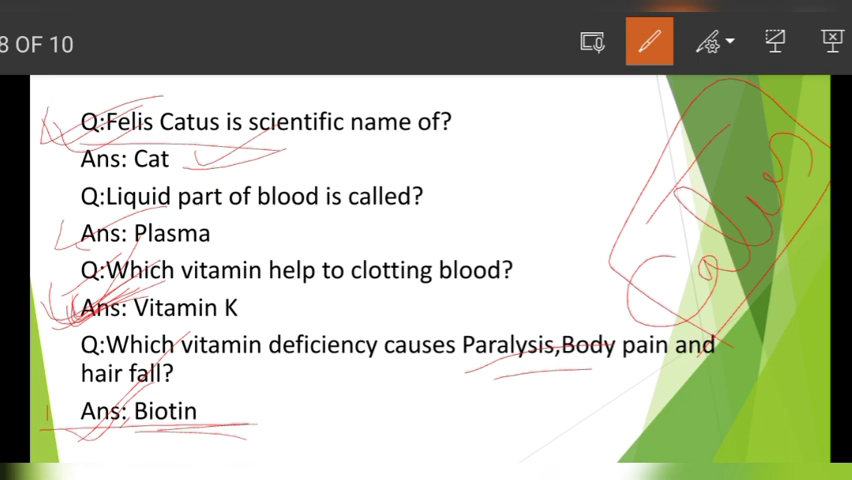 8 OF 10
Q:Felis Catus is scientific name of?
Ans: Cat
Q:Liquid part of blood is called?
Ans: Plasma
Q:Which vitamin help to clotting blood?
Ans: Vitamin K
Q:Which vitamin deficiency causes Paralysis,Body pain and
hair fall?
Ans: Biotin